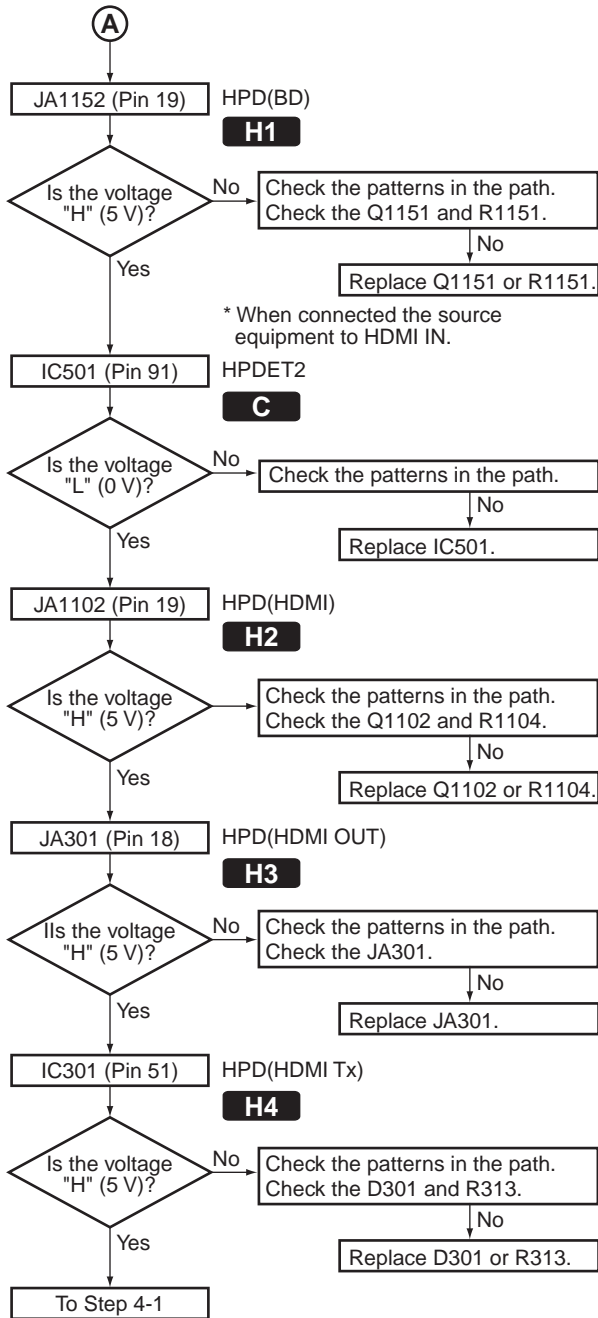 A
JA1152 (Pin 19)
HPD(BD)
H1
Is the voltage
"H" (5 V)?
No
Check the patterns in the path.
Check the Q1151 and R1151.
No
Replace Q1151 or R1151.
Yes
* When connected the source
equipment to HDMI IN.
IC501 (Pin 91)
HPDET2
C
Is the voltage
"L" (0 V)?
No
Check the patterns in the path.
No
Replace IC501.
Yes
JA1102 (Pin 19)
HPD(HDMI)
H2
Is the voltage
"H" (5 V)?
Check the patterns in the path.
Check the Q1102 and R1104.
No
Replace Q1102 or R1104.
Yes
JA301 (Pin 18)
HPD(HDMI OUT)
H3
IIs the voltage
"H" (5 V)?
No
Check the patterns in the path.
Check the JA301.
No
Replace JA301.
Yes
IC301 (Pin 51)
HPD(HDMI Tx)
H4
Is the voltage
"H" (5 V)?
No
Check the patterns in the path.
Check the D301 and R313.
No
Replace D301 or R313.
Yes
To Step 4-1